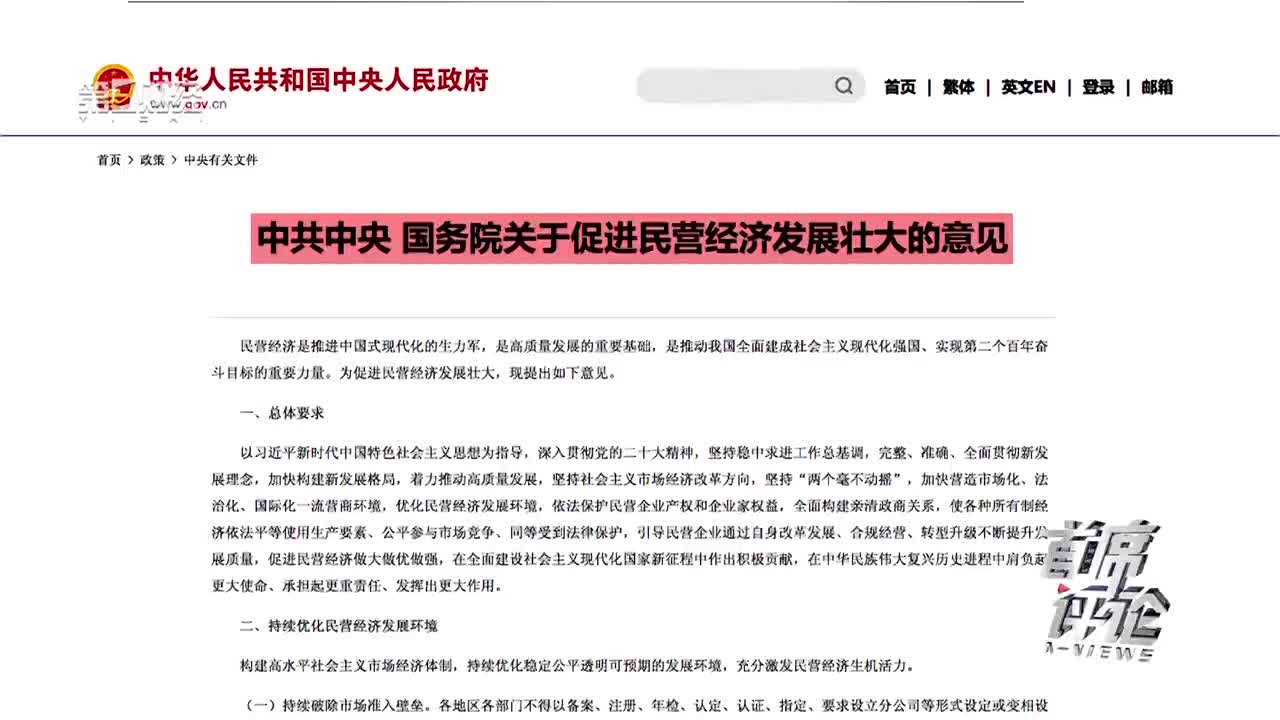 中华人民共和国中央人民政府
www.gov.cn
第一财经
首页 | 繁体 | 英文EN | 登录 | 邮箱
首页 > 政策 > 中央有关文件
中共中央 国务院关于促进民营经济发展壮大的意见
民营经济是推进中国式现代化的生力军，是高质量发展的重要基础，是推动我国全面建成社会主义现代化强国、实现第二个百年奋
斗目标的重要力量。为促进民营经济发展壮大，现提出如下意见。
一、总体要求
以习近平新时代中国特色社会主义思想为指导，深入贯彻党的二十大精神，坚持稳中求进工作总基调，完整、准确、全面贯彻新发
展理念，加快构建新发展格局，着力推动高质量发展，坚持社会主义市场经济改革方向，坚持“两个毫不动摇”，加快营造市场化、法
治化、国际化一流营商环境，优化民营经济发展环境，依法保护民营企业产权和企业家权益，全面构建亲清政商关系，使各种所有制经
济依法平等使用生产要素、公平参与市场竞争、同等受到法律保护，引导民营企业通过自身改革发展、合规经营、转型升级不断提升发
展质量，促进民营经济做大做优做强，在全面建设社会主义现代化国家新征程中作出积极贡献，在中华民族伟大复兴历史进程中肩负起
更大使命、承担起更重责任、发挥出更大作用。
首席
评论
N-VIEWS
二、持续优化民营经济发展环境
构建高水平社会主义市场经济体制，持续优化稳定公平透明可预期的发展环境，充分激发民营经济生机活力。
（一）持续破除市场准入壁垒。各地区各部门不得以备案、注册、年检、认定、认证、指定、要求设立分公司等形式设定或变相设